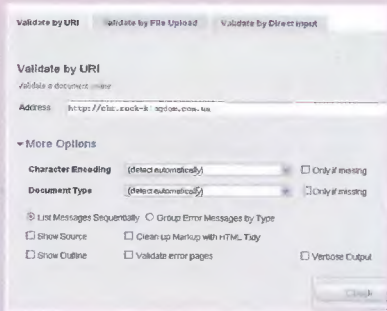 Validate by URI Validate by File Upload Validate by Direct Input
Validate by URI
Validate a document online
Address http://
More Options
Character Encoding (detect automatically) Only if missing
Document Type (detect automatically) Only if missing
List Messages Sequentially Group Error Messages by Type
Show Source Clean up Markup with HTML Tidy
Show Outline Validate error pages Verbose Output
Check